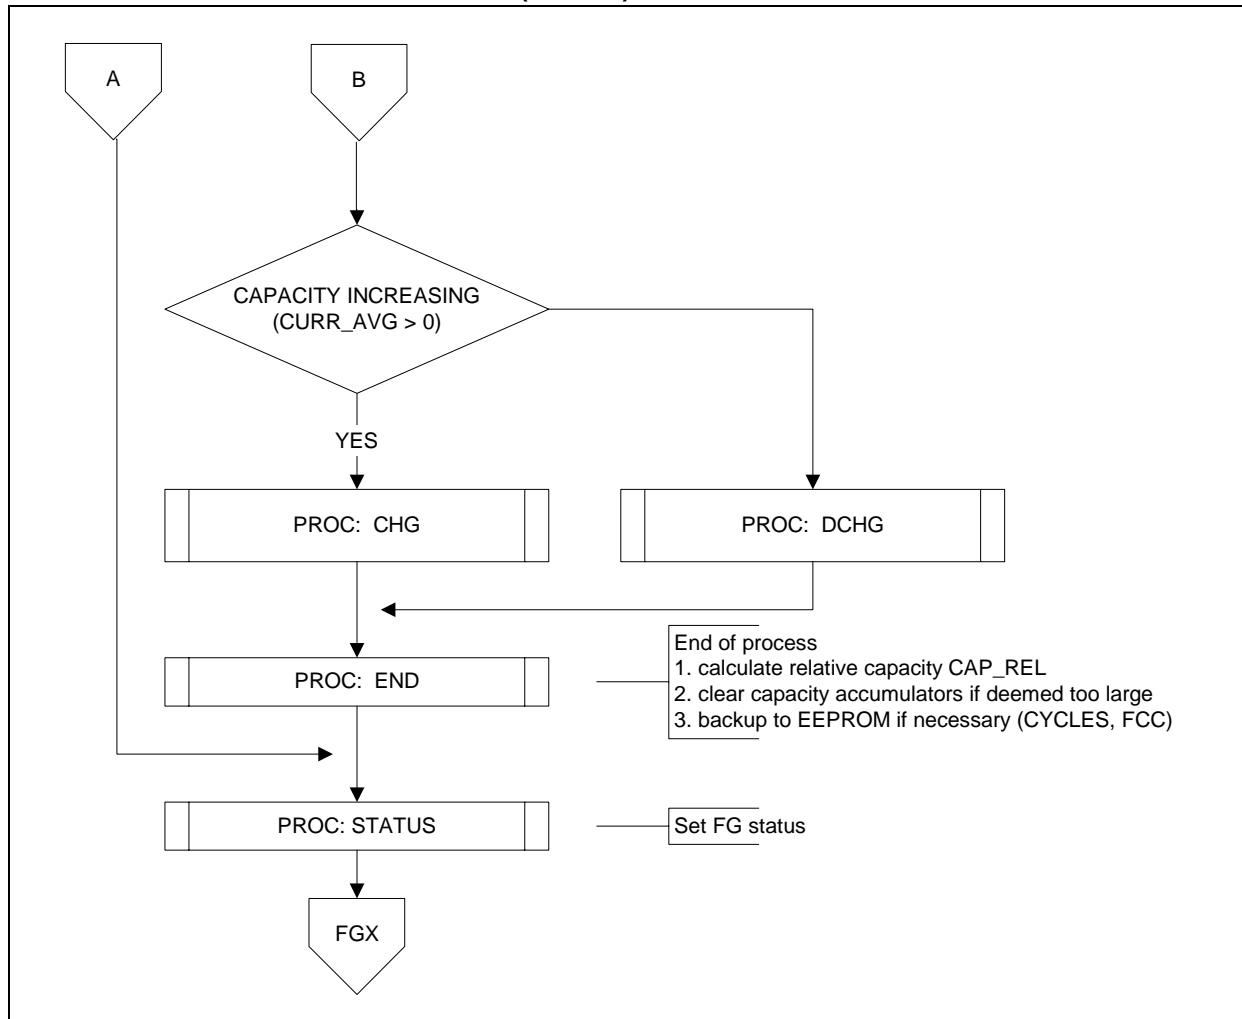 A
B
CAPACITY INCREASING
(CURR_AVG > 0)
YES
PROC: CHG
PROC: DCHG
End of process
1. calculate relative capacity CAP_REL
2. clear capacity accumulators if deemed too large
3. backup to EEPROM if necessary (CYCLES, FCC)
PROC: END
PROC: STATUS
Set FG status
FGX